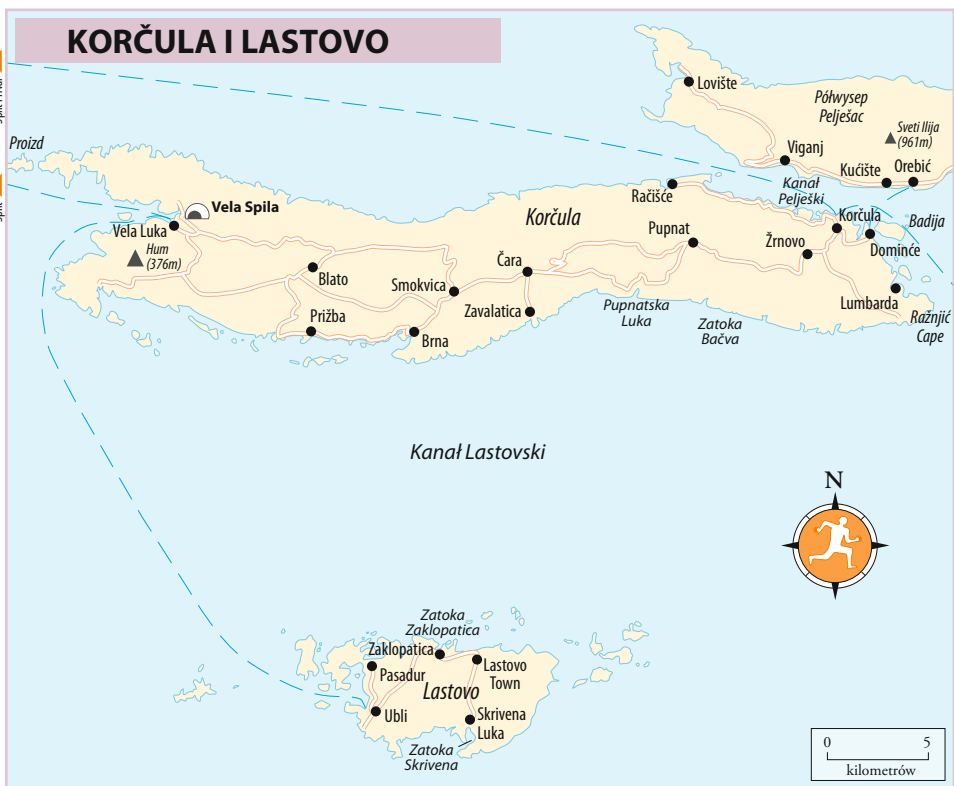 KORČULA I LASTOVO
Lovište
Półwysep
Pelješac
Sveti Ilija
(961m)
Proizd
Viganj
Kućište
Orebić
Kanał
Pelješki
Račišće
Vela Spila
Korčula
Korčula
Badija
Vela Luka
Pupnat
Žrnovo
Dominće
Hum
(376m)
Čara
Blato
Smokvica
Lumbarda
Zavalatica
Pupnatska
Luka
Prižba
Zatoka
Bačva
Ražnjić
Cape
Brna
Kanał Lastovski
N
Zatoka
Zaklopatica
Zaklopatica
Pasadur
Lastovo
Town
Lastovo
Ubli
Skrivena
Luka
Zatoka
Skrivena
0 5
kilometrów